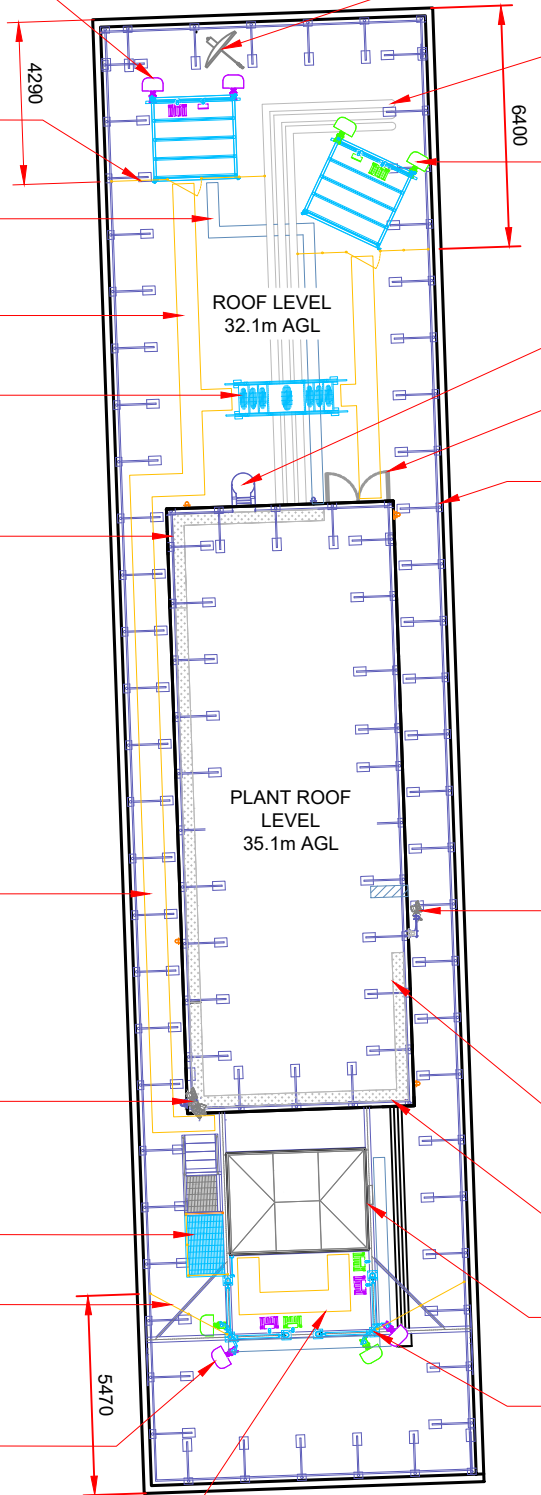 4290
6400
ROOF LEVEL
32.1m AGL
PLANT ROOF
LEVEL
35.1m AGL
5470